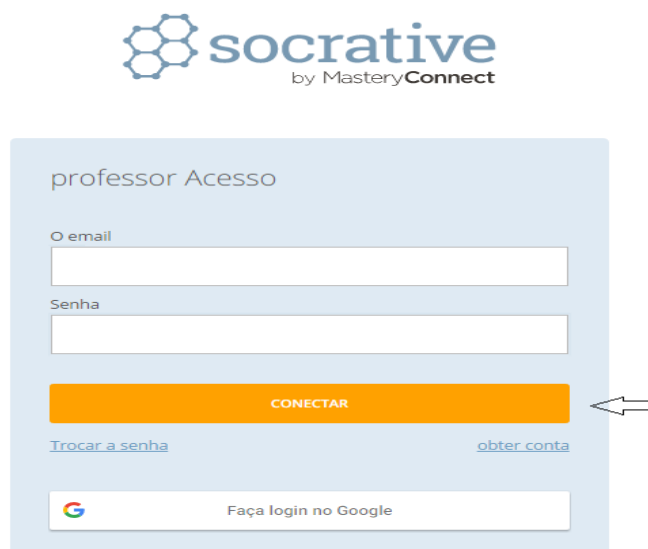 socrative
by MasteryConnect
professor Acesso
O email
Senha
CONECTAR
Trocar a senha obter conta
Faça login no Google